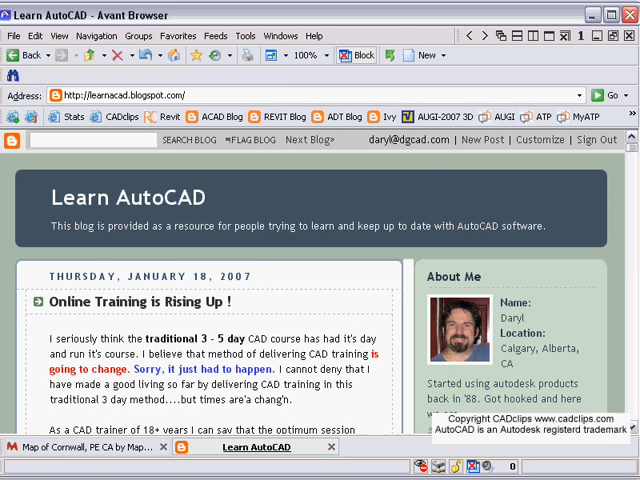 Learn AutoCAD - Avant Browser
File Edit View Navigation Groups Favorites Feeds Tools Windows Help 1
Back 100% Block New
Address: http://learnacad.blogspot.com/ Go
Stats CADclips Revit ACAD Blog REVIT Blog ADT Blog Ivy AUGI-2007 3D AUGI ATP MyATP
SEARCH BLOG FLAG BLOG Next Blog» daryl@dgcad.com | New Post | Customize | Sign Out
Learn AutoCAD
This blog is provided as a resource for people trying to learn and keep up to date with AutoCAD software.
THURSDAY, JANUARY 18, 2007
Online Training is Rising Up !
I seriously think the traditional 3 - 5 day CAD course has had it's day
and run it's course. I believe that method of delivering CAD training is
going to change. Sorry, it just had to happen. I cannot deny that I
have made a good living so far by delivering CAD training in this
traditional 3 day method....but times are'a chang'n.
As a CAD trainer of 18+ years I can say that the optimum session
About Me
Name:
Daryl
Location:
Calgary, Alberta,
CA
Started using autodesk products
back in '88. Got hooked and here
Copyright CADclips www.cadclips.com
AutoCAD is an Autodesk registerd trademark
Map of Cornwall, PE CA by Map... Learn AutoCAD
0